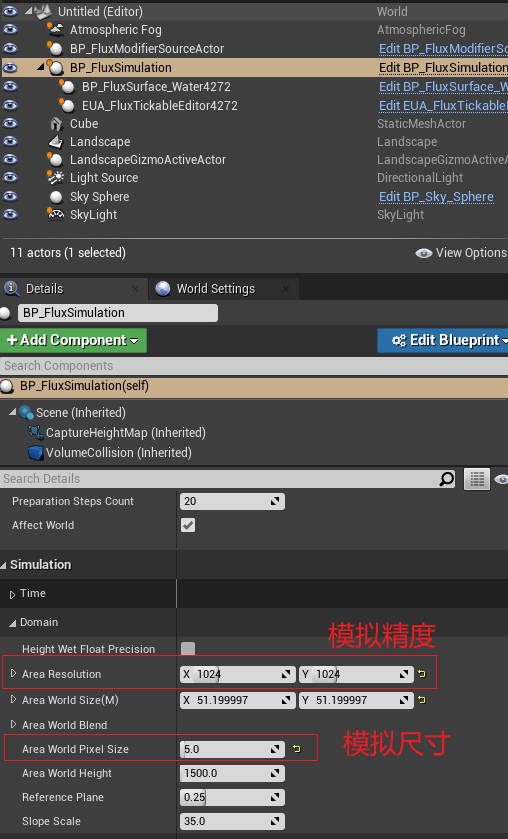 Untitled (Editor) World
Atmospheric Fog AtmosphericFog
BP_FluxModifierSourceActor Edit BP_FluxModifierSo
BP_FluxSimulation Edit BP_FluxSimulation
BP_FluxSurface_Water4272 Edit BP_FluxSurface_W
EUA_FluxTickableEditor4272 Edit EUA_FluxTickable
Cube StaticMeshActor
Landscape Landscape
LandscapeGizmoActiveActor LandscapeGizmoActiveA
Light Source DirectionalLight
Sky Sphere Edit BP_Sky_Sphere
SkyLight SkyLight
11 actors (1 selected) View Options
Details World Settings
BP_FluxSimulation
+Add Component Edit Blueprint
Search Components
BP_FluxSimulation(self)
Scene (Inherited)
CaptureHeightMap (Inherited)
VolumeCollision (Inherited)
Search Details
Preparation Steps Count 20
Affect World
Simulation
Time
Domain
模拟精度
Height Wet Float Precision
Area Resolution X 1024 Y 1024
Area World Size(M) X 51.199997 Y 51.199997
Area World Blend
模拟尺寸
Area World Pixel Size 5.0
Area World Height 1500.0
Reference Plane 0.25
Slope Scale 35.0